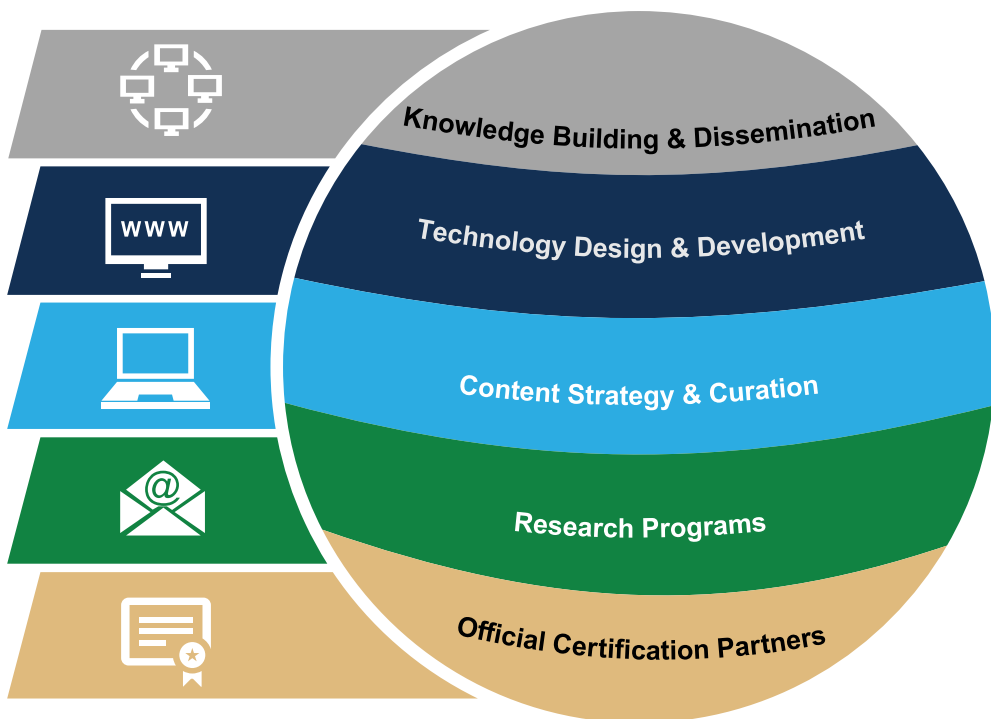 Knowledge Building & Dissemination
WWW
Technology Design & Development
Content Strategy & Curation
@
Research Programs
Official Certification Partners